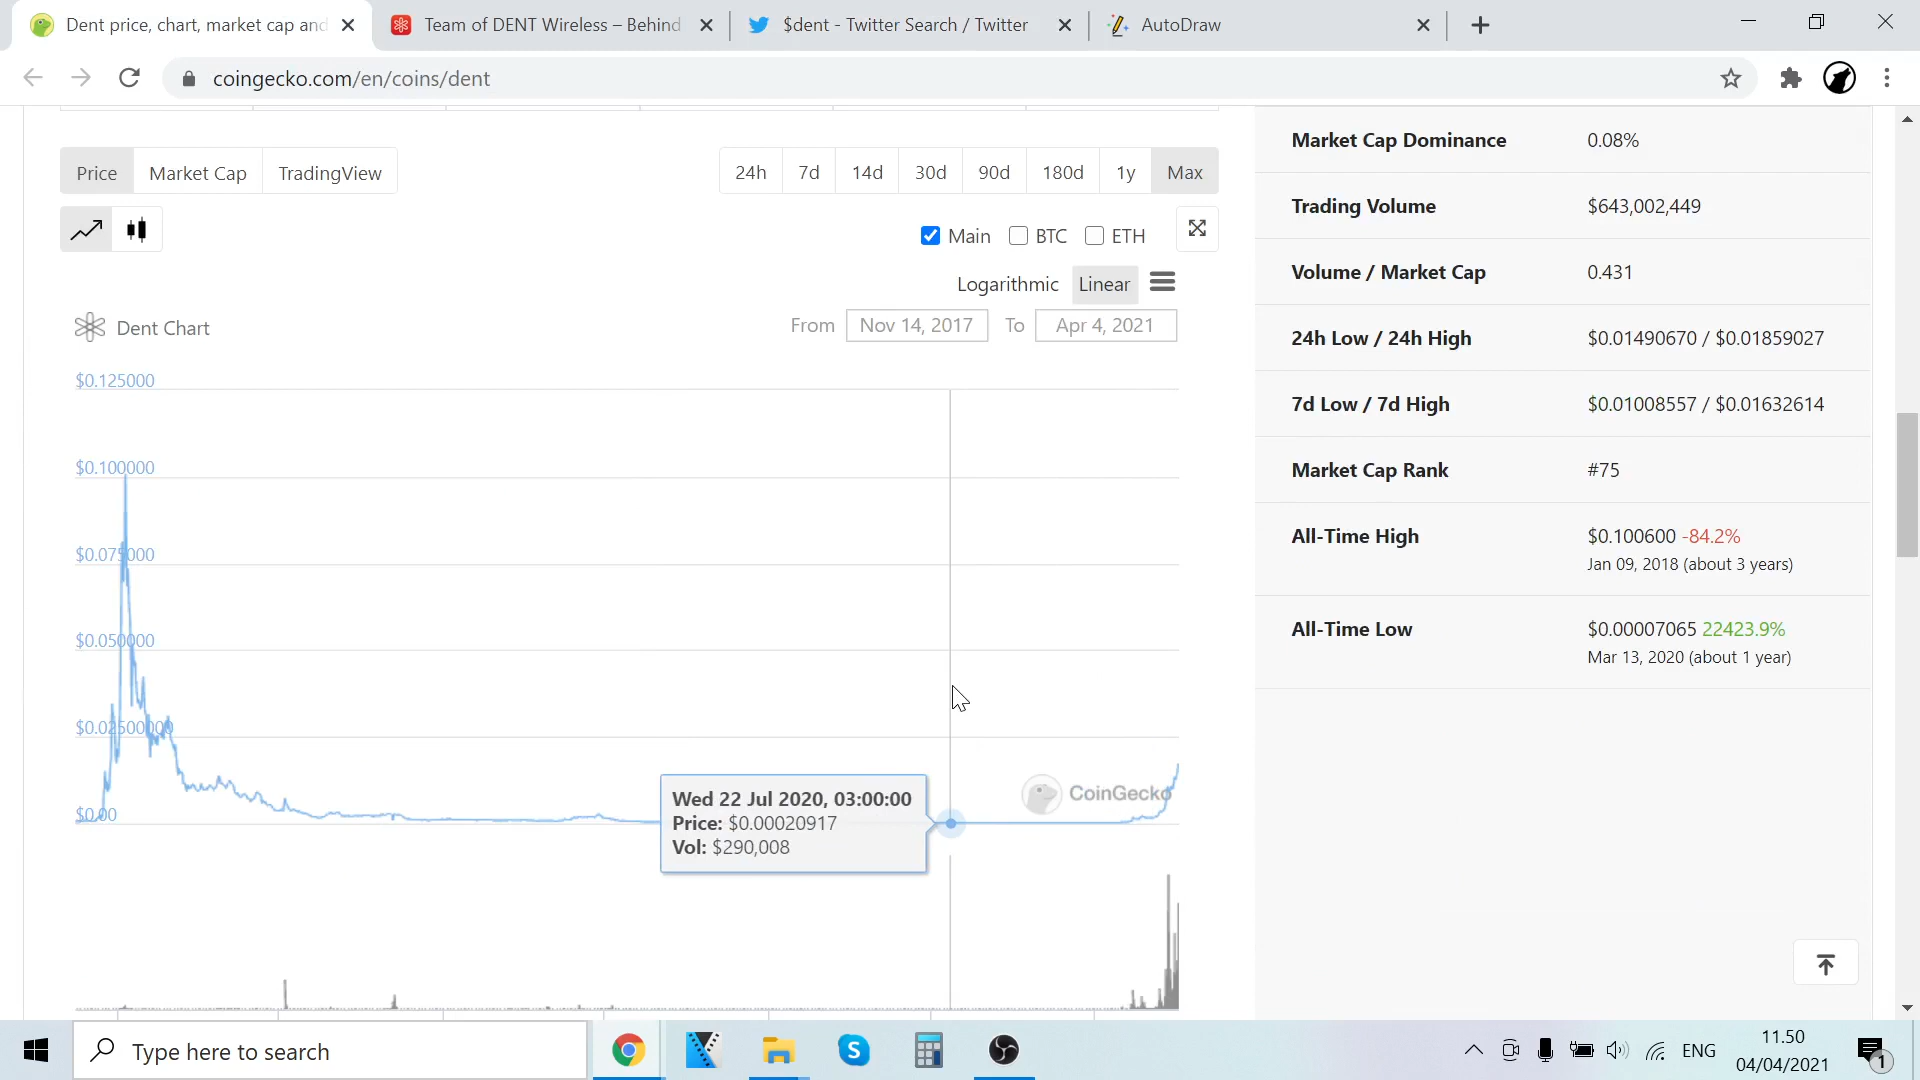 Dent price, chart, market cap and
Team of DENT Wireless – Behind
$dent - Twitter Search / Twitter
AutoDraw
coingecko.com/en/coins/dent
Price
Market Cap
TradingView
24h
7d
14d
30d
90d
180d
1y
Max
Main
BTC
ETH
Logarithmic
Linear
Dent Chart
From
Nov 14, 2017
To
Apr 4, 2021
$0.125000
$0.100000
$0.075000
$0.050000
$0.02500000
$0.00
Wed 22 Jul 2020, 03:00:00
Price: $0.00020917
Vol: $290,008
CoinGecko
Market Cap Dominance
0.08%
Trading Volume
$643,002,449
Volume / Market Cap
0.431
24h Low / 24h High
$0.01490670 / $0.01859027
7d Low / 7d High
$0.01008557 / $0.01632614
Market Cap Rank
#75
All-Time High
$0.100600 -84.2%
Jan 09, 2018 (about 3 years)
All-Time Low
$0.00007065 22423.9%
Mar 13, 2020 (about 1 year)
Type here to search
S
ENG
11.50
04/04/2021
1